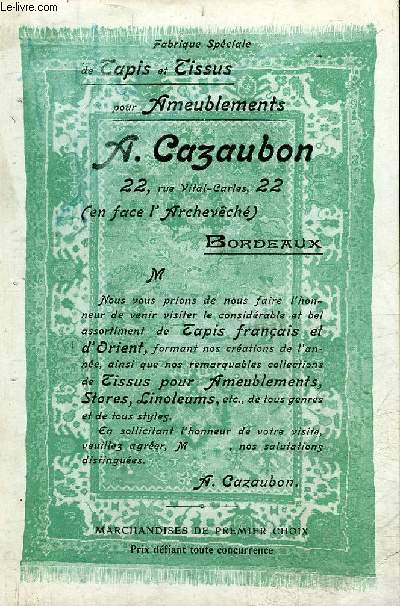 Le-Livre.com
Fabrique Spéciale
de Tapis et Tissus
pour Ameublements
A. Cazaubon
22, rue Vital-Carles, 22
(en face l'Archevêché)
BORDEAUX
M
Nous vous prions de nous faire l'hon-
neur de venir visiter le considérable et bel
assortiment de Tapis français et
d'Orient, formant nos créations de l'an-
née, ainsi que nos remarquables collections
de Tissus pour Ameublements,
Stores, Linoleums, etc., de tous genres
et de tous styles.
En sollicitant l'honneur de votre visite,
veuillez agréer, M , nos salutations
distinguées.
A. Cazaubon.
MARCHANDISES DE PREMIER CHOIX
Prix défiant toute concurrence